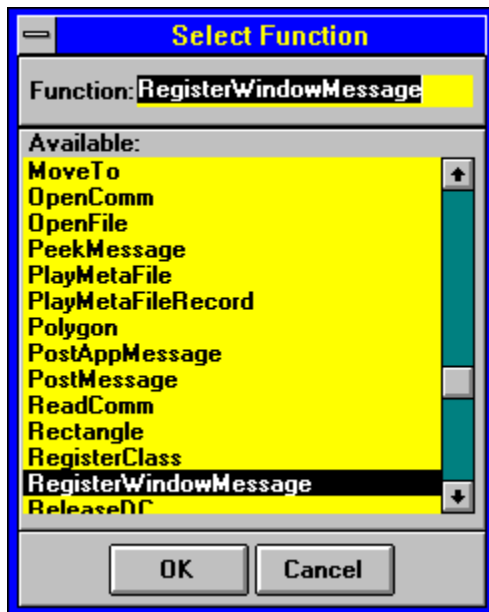 Select Function
Function: RegisterWindowMessage
Available:
MoveTo
OpenComm
OpenFile
PeekMessage
PlayMetaFile
PlayMetaFileRecord
Polygon
PostAppMessage
PostMessage
ReadComm
Rectangle
RegisterClass
RegisterWindowMessage
ReleaseDC
OK Cancel